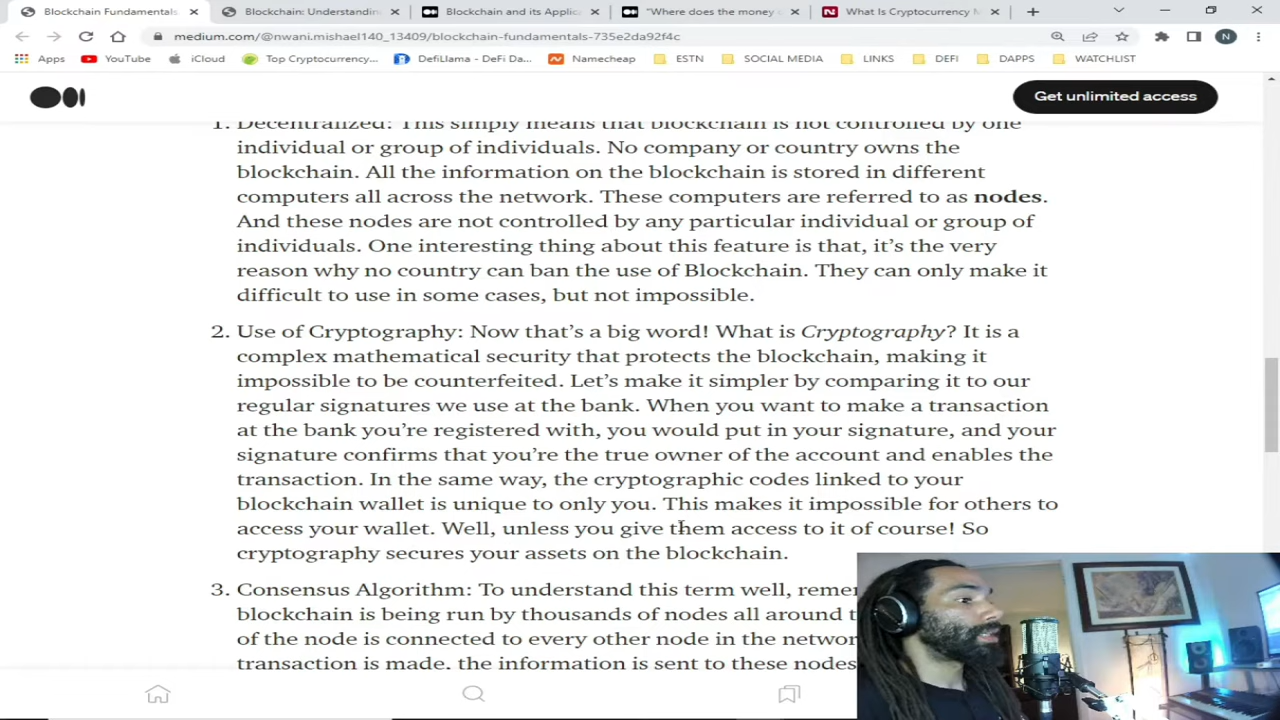 Blockchain Fundamentals
Blockchain: Understandin
Blockchain and its Applic
"Where does the money
What Is Cryptocurrency
medium.com/@nwani.mishael140_13409/blockchain-fundamentals-735e2da92f4c
N
Apps
YouTube
iCloud
Top Cryptocurrency...
DefiLlama - DeFi Da...
Namecheap
ESTN
SOCIAL MEDIA
LINKS
DEFI
DAPPS
WATCHLIST
Get unlimited access
1. Decentralized: This simply means that blockchain is not controlled by one
individual or group of individuals. No company or country owns the
blockchain. All the information on the blockchain is stored in different
computers all across the network. These computers are referred to as nodes.
And these nodes are not controlled by any particular individual or group of
individuals. One interesting thing about this feature is that, it's the very
reason why no country can ban the use of Blockchain. They can only make it
difficult to use in some cases, but not impossible.
2. Use of Cryptography: Now that's a big word! What is Cryptography? It is a
complex mathematical security that protects the blockchain, making it
impossible to be counterfeited. Let's make it simpler by comparing it to our
regular signatures we use at the bank. When you want to make a transaction
at the bank you're registered with, you would put in your signature, and your
signature confirms that you're the true owner of the account and enables the
transaction. In the same way, the cryptographic codes linked to your
blockchain wallet is unique to only you. This makes it impossible for others to
access your wallet. Well, unless you give them access to it of course! So
cryptography secures your assets on the blockchain.
3. Consensus Algorithm: To understand this term well, remem
blockchain is being run by thousands of nodes all around t
of the node is connected to every other node in the networ
transaction is made, the information is sent to these nodes